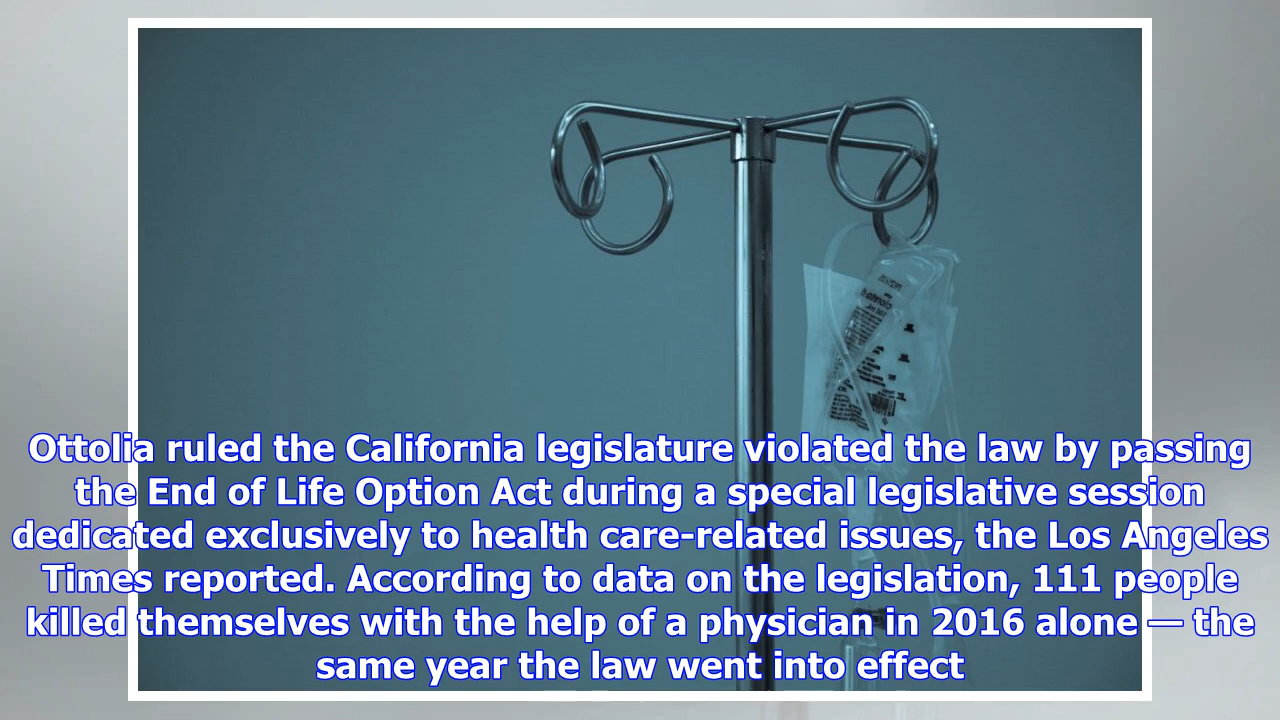 Ottolia ruled the California legislature violated the law by passing
the End of Life Option Act during a special legislative session
dedicated exclusively to health care-related issues, the Los Angeles
Times reported. According to data on the legislation, 111 people
killed themselves with the help of a physician in 2016 alone — the
same year the law went into effect